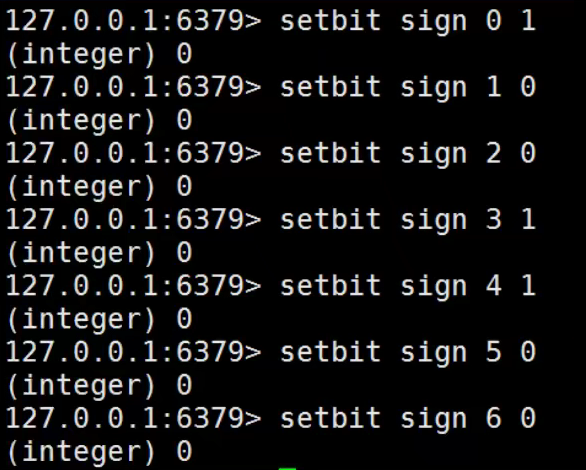 127.0.0.1:6379> setbit sign 0 1
(integer) 0
127.0.0.1:6379> setbit sign 1 0
(integer) 0
127.0.0.1:6379> setbit sign 2 0
(integer) 0
127.0.0.1:6379> setbit sign 3 1
(integer) 0
127.0.0.1:6379> setbit sign 4 1
(integer) 0
127.0.0.1:6379> setbit sign 5 0
(integer) 0
127.0.0.1:6379> setbit sign 6 0
(integer) 0